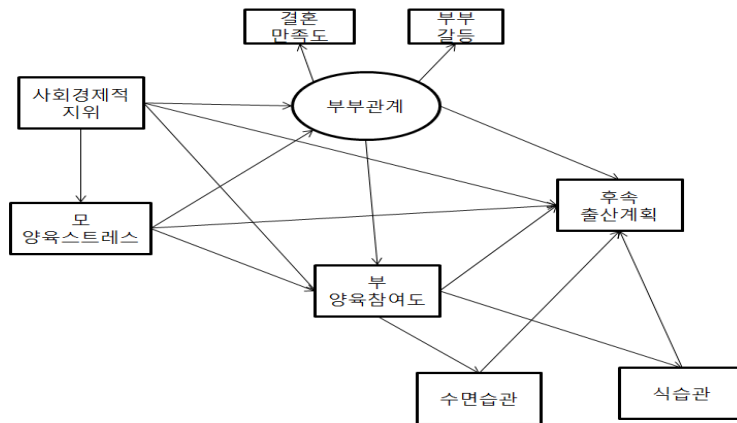 결혼
만족도
부부
갈등
사회경제적
지위
부부관계
모
양육스트레스
후속
출산계획
부
양육참여도
수면습관
식습관